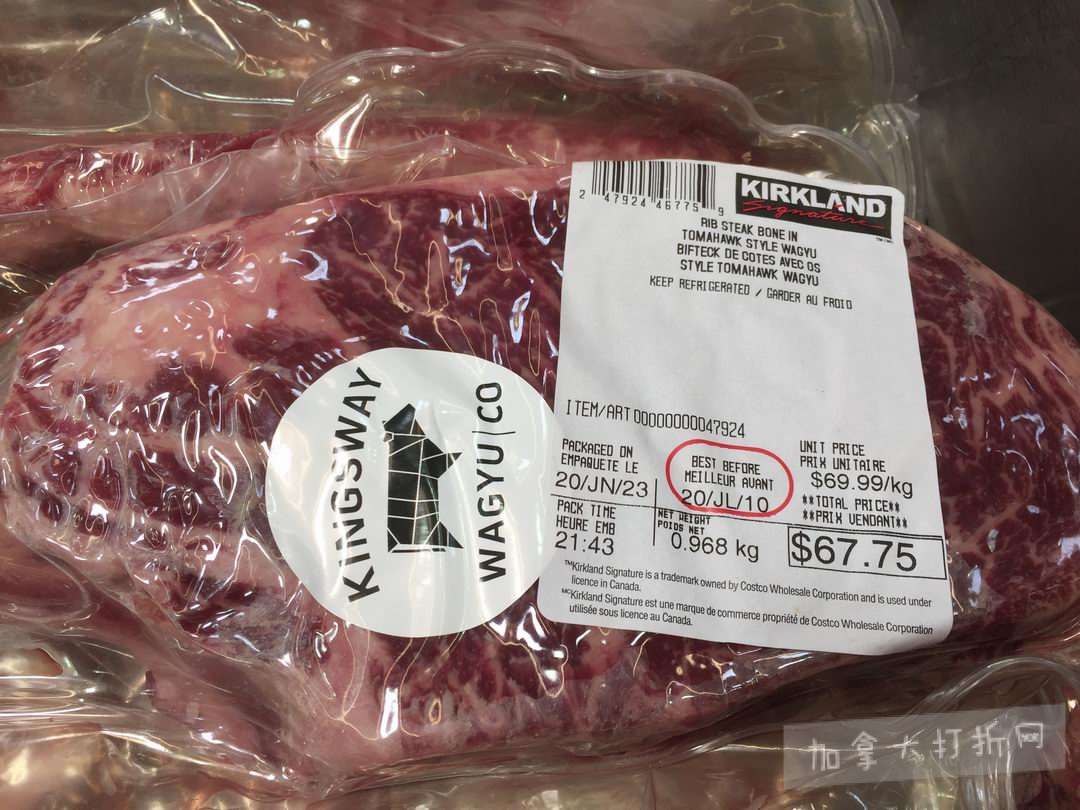 2 47924 46775 9
KIRKLAND
Signature
RIB STEAK BONE IN
TOMAHAWK STYLE WAGYU
BIFTECK DE COTES AVEC OS
STYLE TOMAHAWK WAGYU
KEEP REFRIGERATED / GARDER AU FROID
ITEM/ART 00000000047924
PACKAGED ON
EMPAQUETE LE
20/JN/23
BEST BEFORE
MEILLEUR AVANT
20/JL/10
UNIT PRICE
PRIX UNITAIRE
$69.99/kg
PACK TIME
HEURE EMB
21:43
NET WEIGHT
POIDS NET
0.968 kg
**TOTAL PRICE**
**PRIX VENDANT**
$67.75
™Kirkland Signature is a trademark owned by Costco Wholesale Corporation and is used under
licence in Canada.
MCKirkland Signature est une marque de commerce propriété de Costco Wholesale Corporation
utilisée sous licence au Canada.
KINGSWAY
WAGYU|CO
加拿大打折网